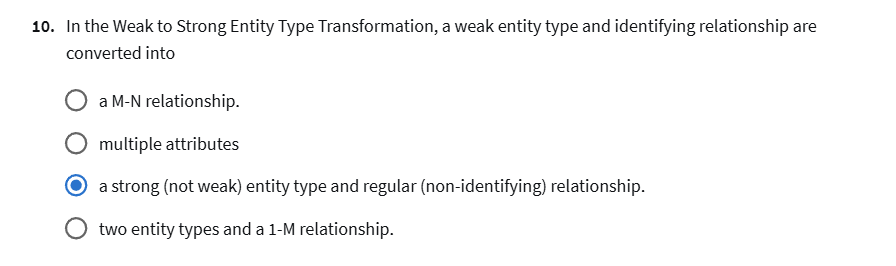 10. In the Weak to Strong Entity Type Transformation, a weak entity type and identifying relationship are
converted into
a M-N relationship.
multiple attributes
a strong (not weak) entity type and regular (non-identifying) relationship.
two entity types and a 1-M relationship.